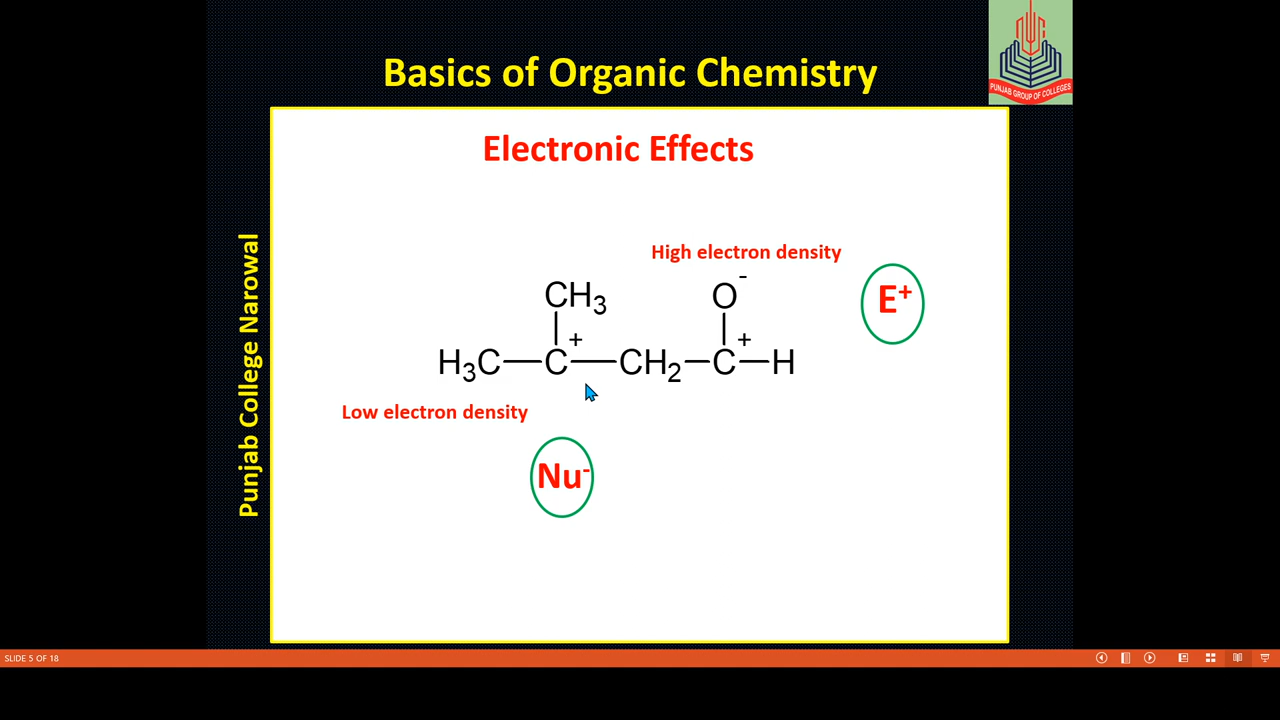 Basics of Organic Chemistry
PUNJAB GROUP OF COLLEGES
Electronic Effects
Punjab College Narowal
High electron density
CH3 O-
E+
H3C—C+—CH2—C+—H
Low electron density
Nu-
SLIDE 5 OF 18